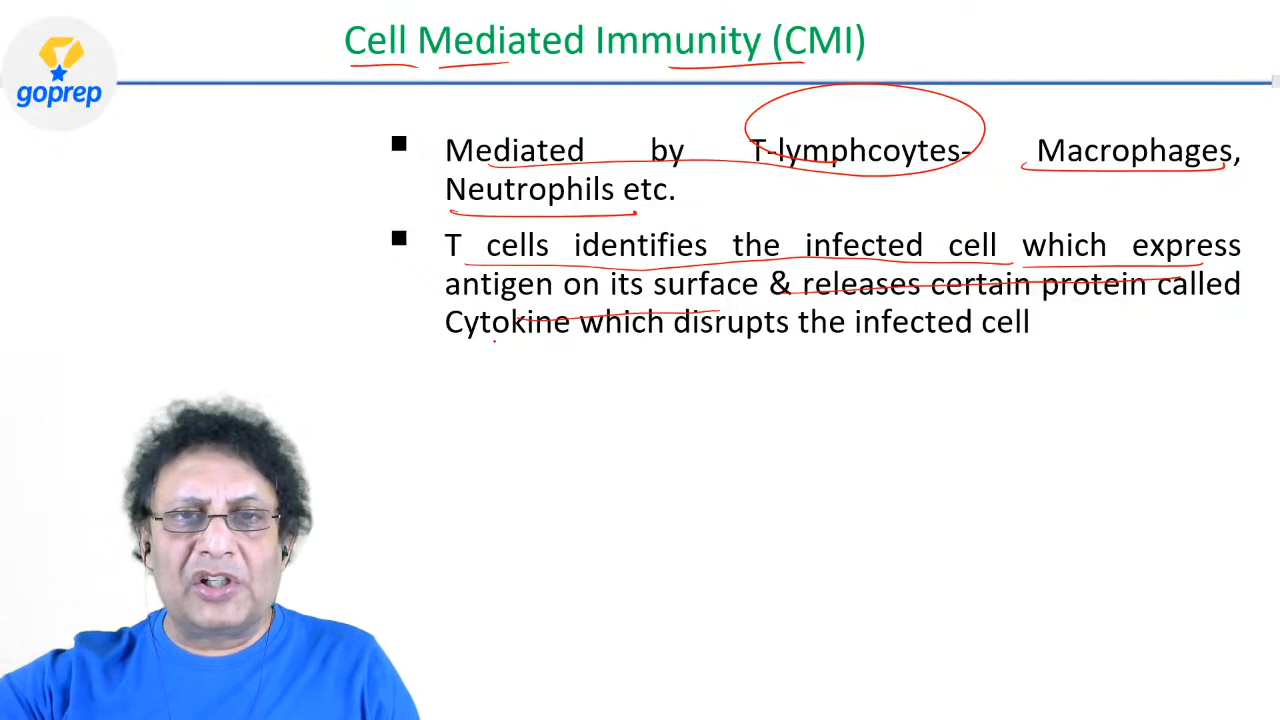 Cell Mediated Immunity (CMI)
goprep
Mediated by T-lymphcoytes- Macrophages,
Neutrophils etc.
T cells identifies the infected cell which express
antigen on its surface & releases certain protein called
Cytokine which disrupts the infected cell